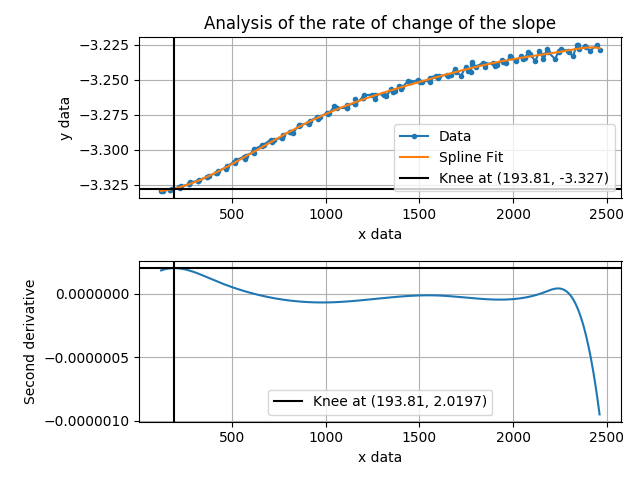 Analysis of the rate of change of the slope
−3.225
−3.250
−3.275
−3.300
−3.325
y data
Data
Spline Fit
Knee at (193.81, -3.327)
500 1000 1500 2000 2500
x data
0.0000000
−0.0000005
−0.0000010
Second derivative
Knee at (193.81, 2.0197)
500 1000 1500 2000 2500
x data